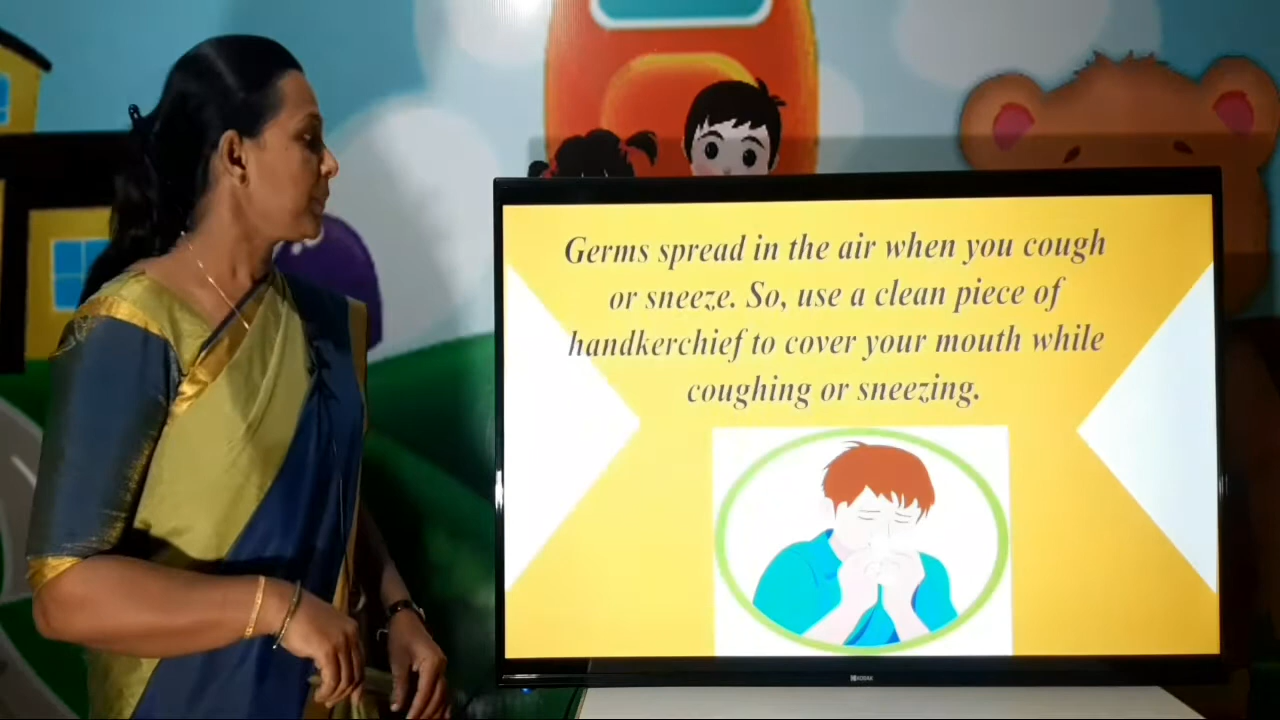 Germs spread in the air when you cough
or sneeze. So, use a clean piece of
handkerchief to cover your mouth while
coughing or sneezing.
KODAK